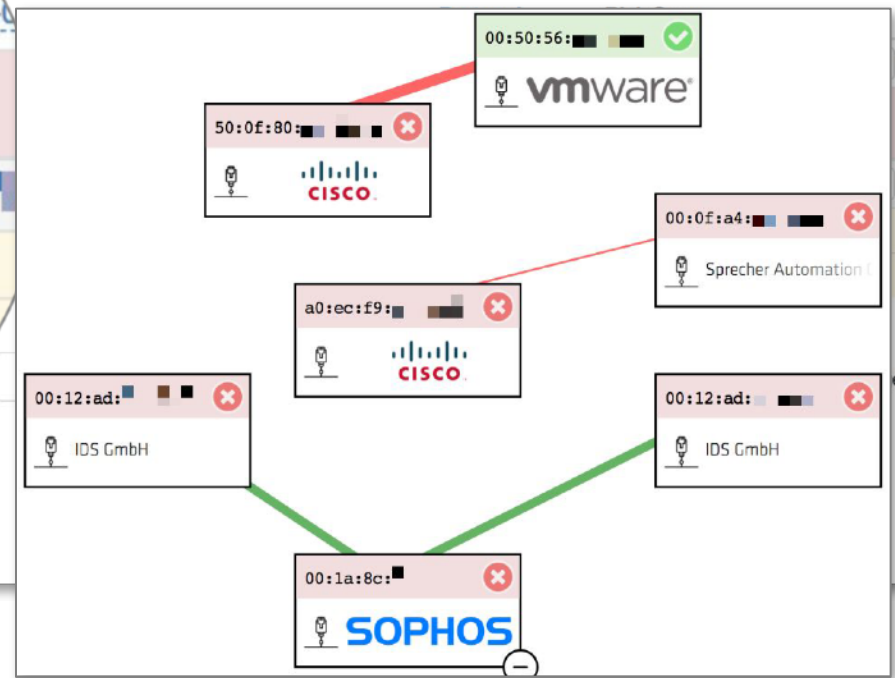 00:50:56:
vmware®
50:0f:80:
CISCO.
00:0f:a4:
Sprecher Automation
a0:ec:f9:
CISCO.
00:12:ad:
IDS GmbH
00:12:ad:
IDS GmbH
00:1a:8c:
SOPHOS